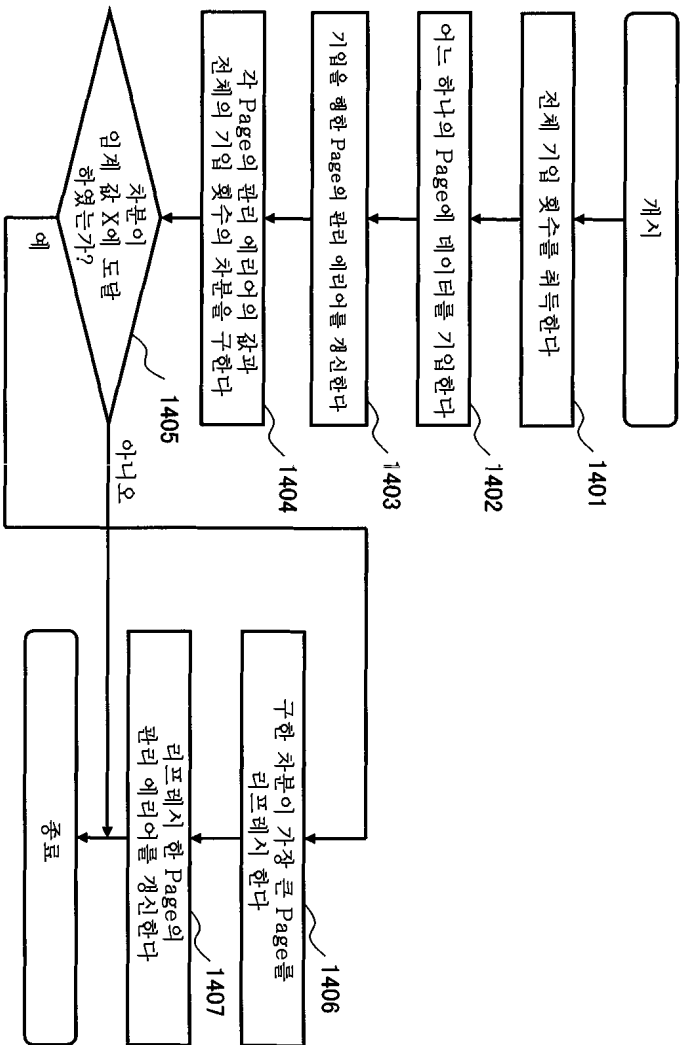 개시
전체 기입 횟수를 취득한다
1401
어느 하나의 Page에 데이터를 기입한다
1402
기입을 행한 Page의 관리 에리어를 갱신한다
1403
각 Page의 관리 에리어의 값과
전체의 기입 횟수의 차분을 구한다
1404
차분이
임계 값 X에 도달
하였는가?
1405
예
아니오
구한 차분이 가장 큰 Page를
리프레시 한다
1406
리프레시 한 Page의
관리 에리어를 갱신한다
1407
종료